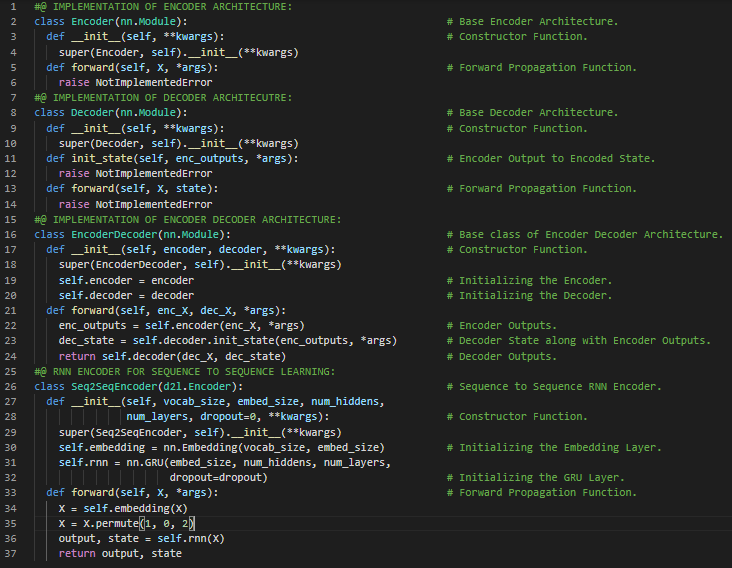 1 #@ IMPLEMENTATION OF ENCODER ARCHITECTURE:
2 class Encoder(nn.Module): # Base Encoder Architecture.
3 def __init__(self, **kwargs): # Constructor Function.
4 super(Encoder, self).__init__(**kwargs)
5 def forward(self, X, *args): # Forward Propagation Function.
6 raise NotImplementedError
7 #@ IMPLEMENTATION OF DECODER ARCHITECUTRE:
8 class Decoder(nn.Module): # Base Decoder Architecture.
9 def __init__(self, **kwargs): # Constructor Function.
10 super(Decoder, self).__init__(**kwargs)
11 def init_state(self, enc_outputs, *args): # Encoder Output to Encoded State.
12 raise NotImplementedError
13 def forward(self, X, state): # Forward Propagation Function.
14 raise NotImplementedError
15 #@ IMPLEMENTATION OF ENCODER DECODER ARCHITECTURE:
16 class EncoderDecoder(nn.Module): # Base class of Encoder Decoder Architecture.
17 def __init__(self, encoder, decoder, **kwargs): # Constructor Function.
18 super(EncoderDecoder, self).__init__(**kwargs)
19 self.encoder = encoder # Initializing the Encoder.
20 self.decoder = decoder # Initializing the Decoder.
21 def forward(self, enc_X, dec_X, *args):
22 enc_outputs = self.encoder(enc_X, *args) # Encoder Outputs.
23 dec_state = self.decoder.init_state(enc_outputs, *args) # Decoder State along with Encoder Outputs.
24 return self.decoder(dec_X, dec_state) # Decoder Outputs.
25 #@ RNN ENCODER FOR SEQUENCE TO SEQUENCE LEARNING:
26 class Seq2SeqEncoder(d2l.Encoder): # Sequence to Sequence RNN Encoder.
27 def __init__(self, vocab_size, embed_size, num_hiddens,
28 num_layers, dropout=0, **kwargs): # Constructor Function.
29 super(Seq2SeqEncoder, self).__init__(**kwargs)
30 self.embedding = nn.Embedding(vocab_size, embed_size) # Initializing the Embedding Layer.
31 self.rnn = nn.GRU(embed_size, num_hiddens, num_layers,
32 dropout=dropout) # Initializing the GRU Layer.
33 def forward(self, X, *args): # Forward Propagation Function.
34 X = self.embedding(X)
35 X = X.permute(1, 0, 2)
36 output, state = self.rnn(X)
37 return output, state